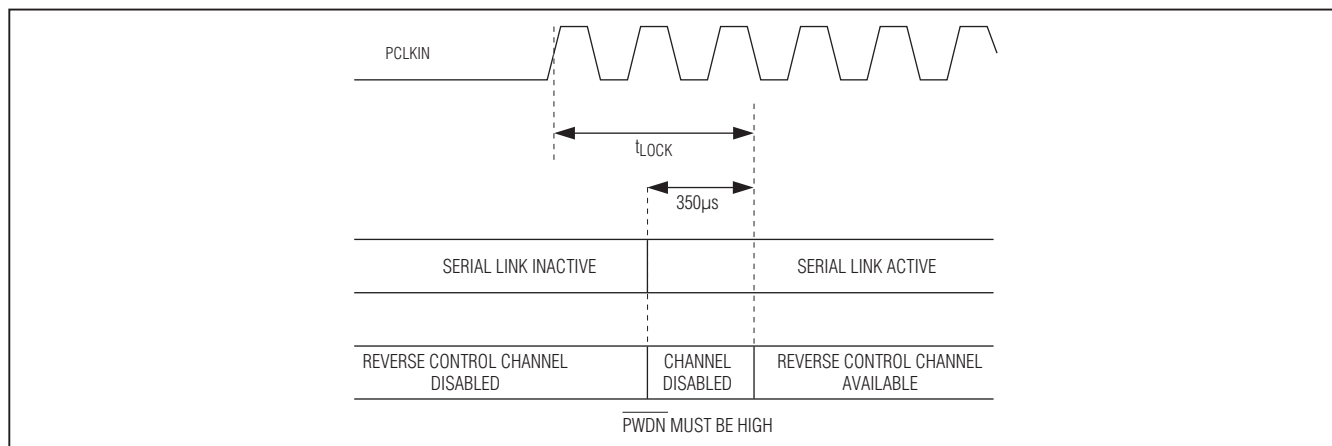 PCLKIN
tLOCK
350µs
SERIAL LINK INACTIVE
SERIAL LINK ACTIVE
REVERSE CONTROL CHANNEL
DISABLED
CHANNEL
DISABLED
REVERSE CONTROL CHANNEL
AVAILABLE
PWDN MUST BE HIGH